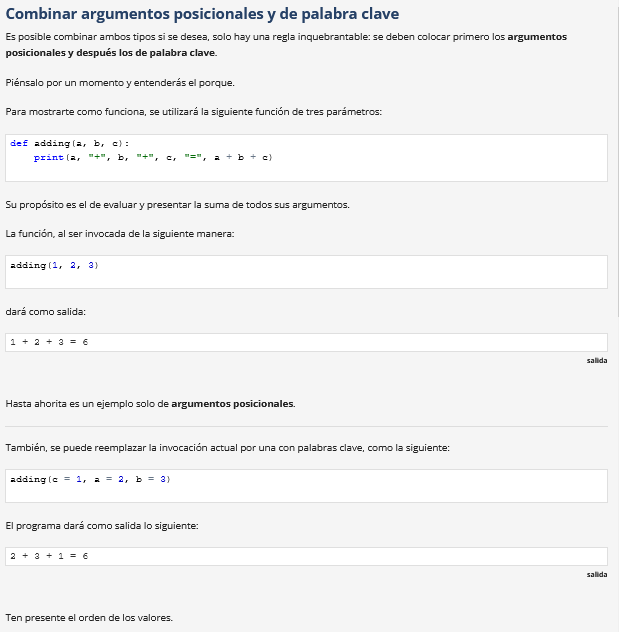 Combinar argumentos posicionales y de palabra clave
Es posible combinar ambos tipos si se desea, solo hay una regla inquebrantable: se deben colocar primero los argumentos
posicionales y después los de palabra clave.
Piénsalo por un momento y entenderás el porque.
Para mostrarte como funciona, se utilizará la siguiente función de tres parámetros:
def adding(a, b, c):
    print(a, "+", b, "+", c, "=", a + b + c)
Su propósito es el de evaluar y presentar la suma de todos sus argumentos.
La función, al ser invocada de la siguiente manera:
adding(1, 2, 3)
dará como salida:
1 + 2 + 3 = 6
salida
Hasta ahorita es un ejemplo solo de argumentos posicionales.
También, se puede reemplazar la invocación actual por una con palabras clave, como la siguiente:
adding(c = 1, a = 2, b = 3)
El programa dará como salida lo siguiente:
2 + 3 + 1 = 6
salida
Ten presente el orden de los valores.